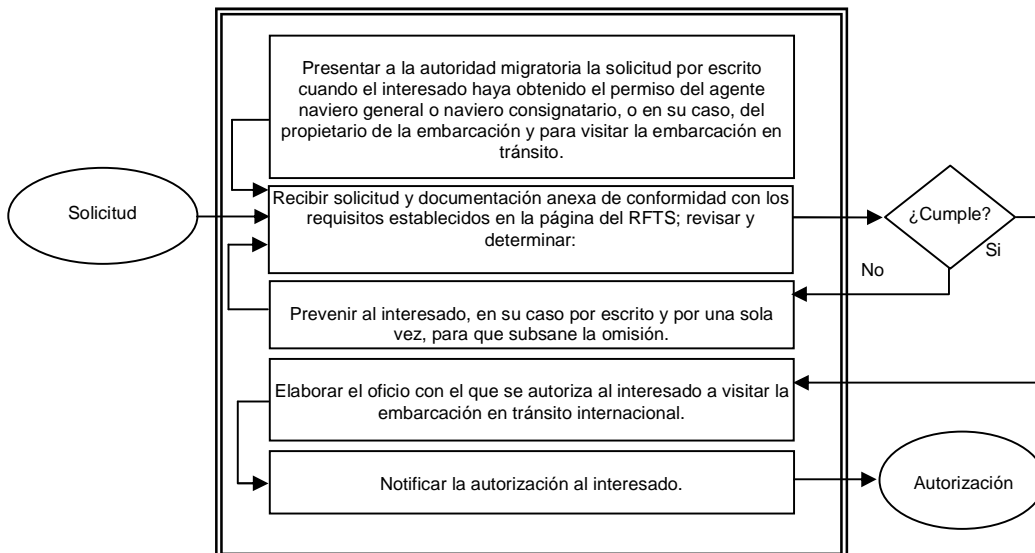 Presentar a la autoridad migratoria la solicitud por escrito
cuando el interesado haya obtenido el permiso del agente
naviero general o naviero consignatario, o en su caso, del
propietario de la embarcación y para visitar la embarcación en
tránsito.
Solicitud
Recibir solicitud y documentación anexa de conformidad con los
requisitos establecidos en la página del RFTS; revisar y
determinar:
¿Cumple?
Si
No
Prevenir al interesado, en su caso por escrito y por una sola
vez, para que subsane la omisión.
Elaborar el oficio con el que se autoriza al interesado a visitar la
embarcación en tránsito internacional.
Notificar la autorización al interesado.
Autorización